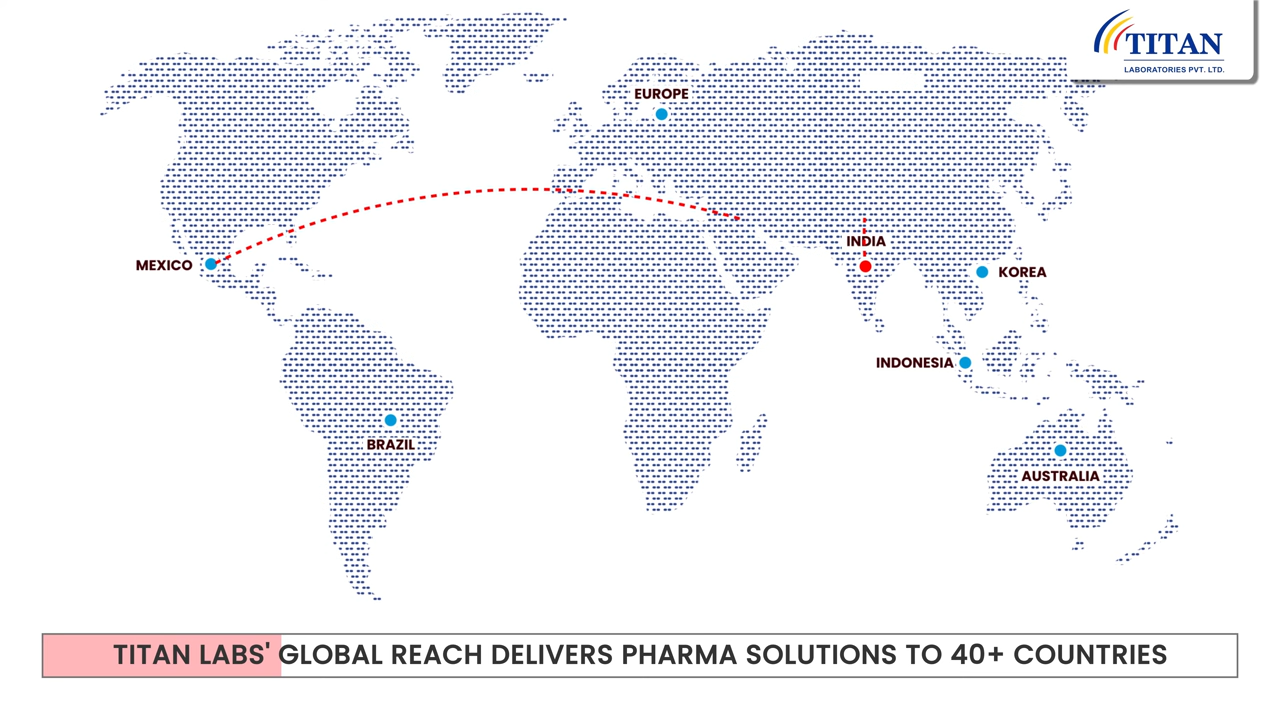 TITAN
LABORATORIES PVT. LTD.
EUROPE
INDIA
MEXICO
KOREA
INDONESIA
BRAZIL
AUSTRALIA
TITAN LABS' GLOBAL REACH DELIVERS PHARMA SOLUTIONS TO 40+ COUNTRIES